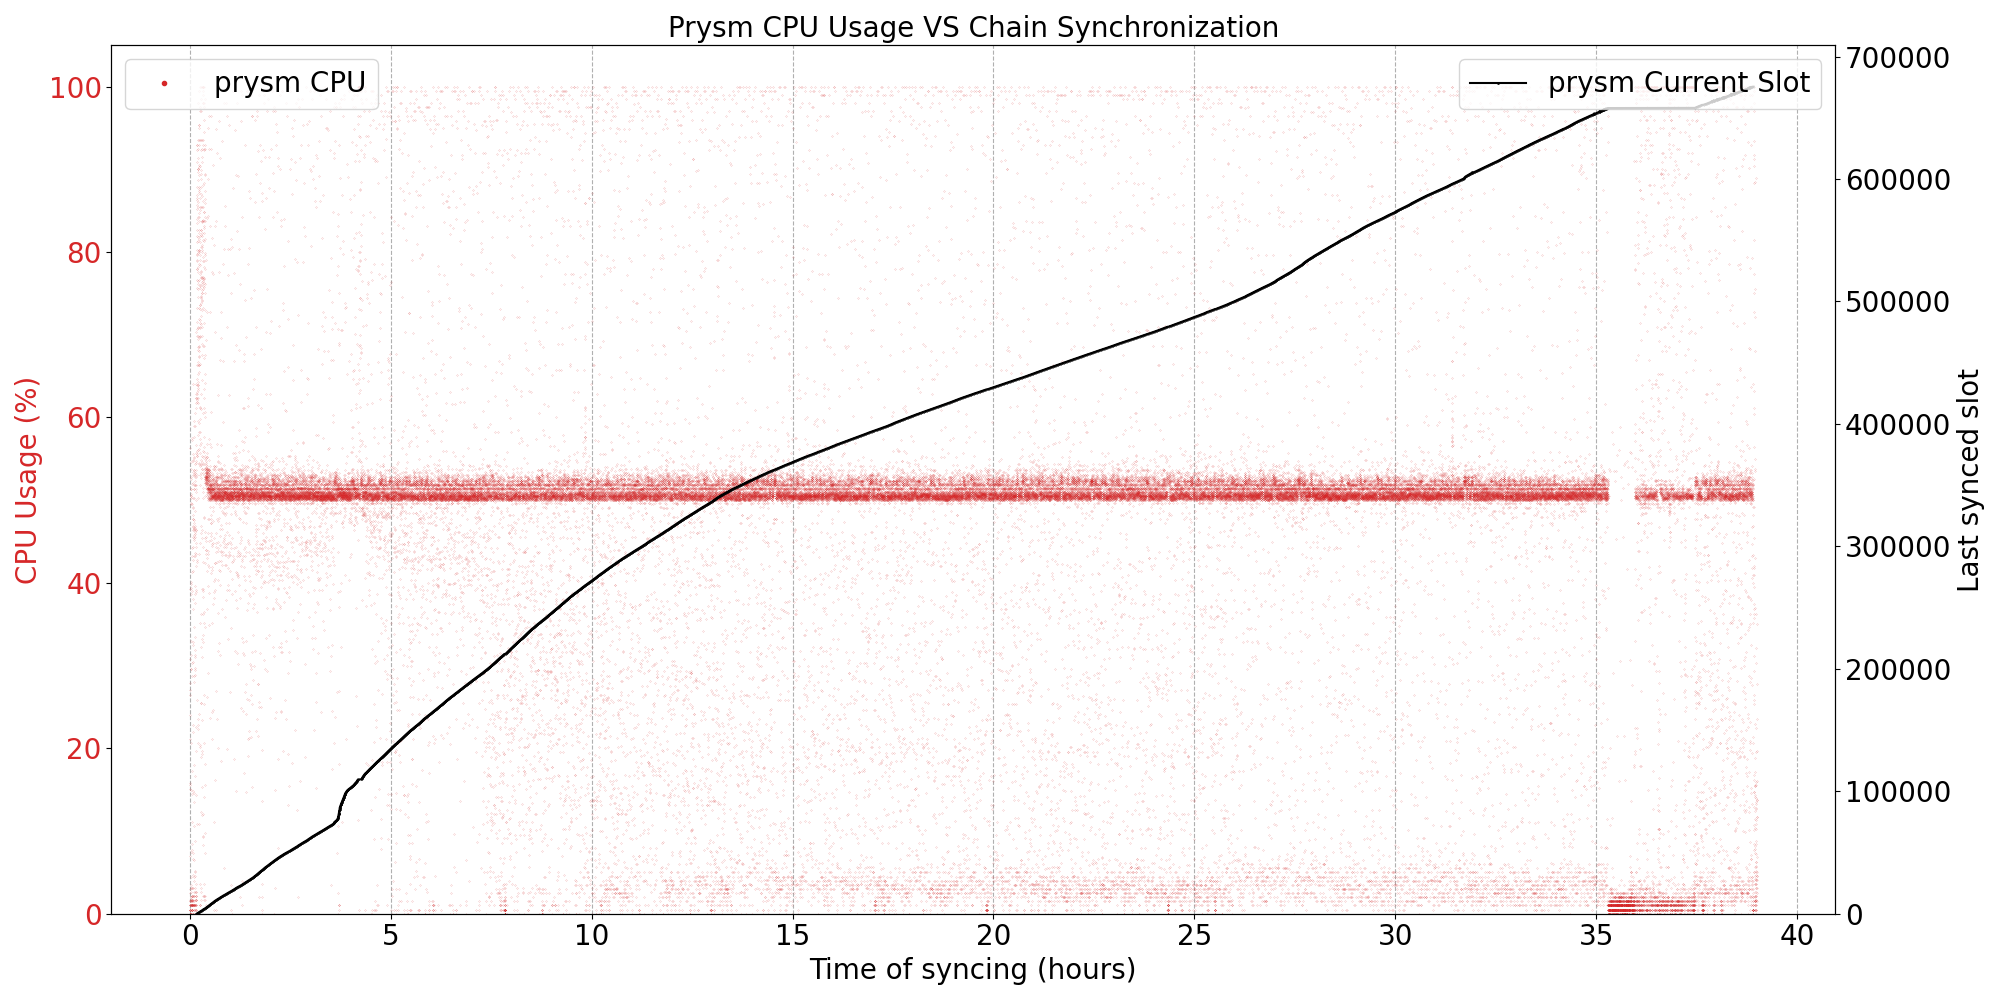 Prysm CPU Usage VS Chain Synchronization
prysm CPU
prysm Current Slot
CPU Usage (%)
100
80
60
40
20
0
700000
600000
500000
400000
300000
200000
100000
0
Last synced slot
0 5 10 15 20 25 30 35 40
Time of syncing (hours)